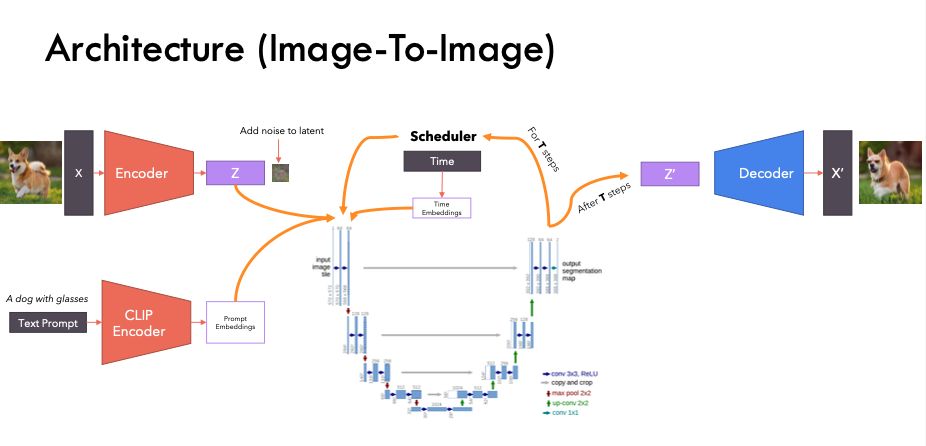 Architecture (Image-To-Image)
Add noise to latent
Scheduler
For T steps
X
Encoder
Z
Time
Time
Embeddings
After T steps
Z'
Decoder
X'
input
image
tile
output
segmentation
map
A dog with glasses
Text Prompt
CLIP
Encoder
Prompt
Embeddings
conv 3x3, ReLU
copy and crop
max pool 2x2
up-conv 2x2
conv 1x1